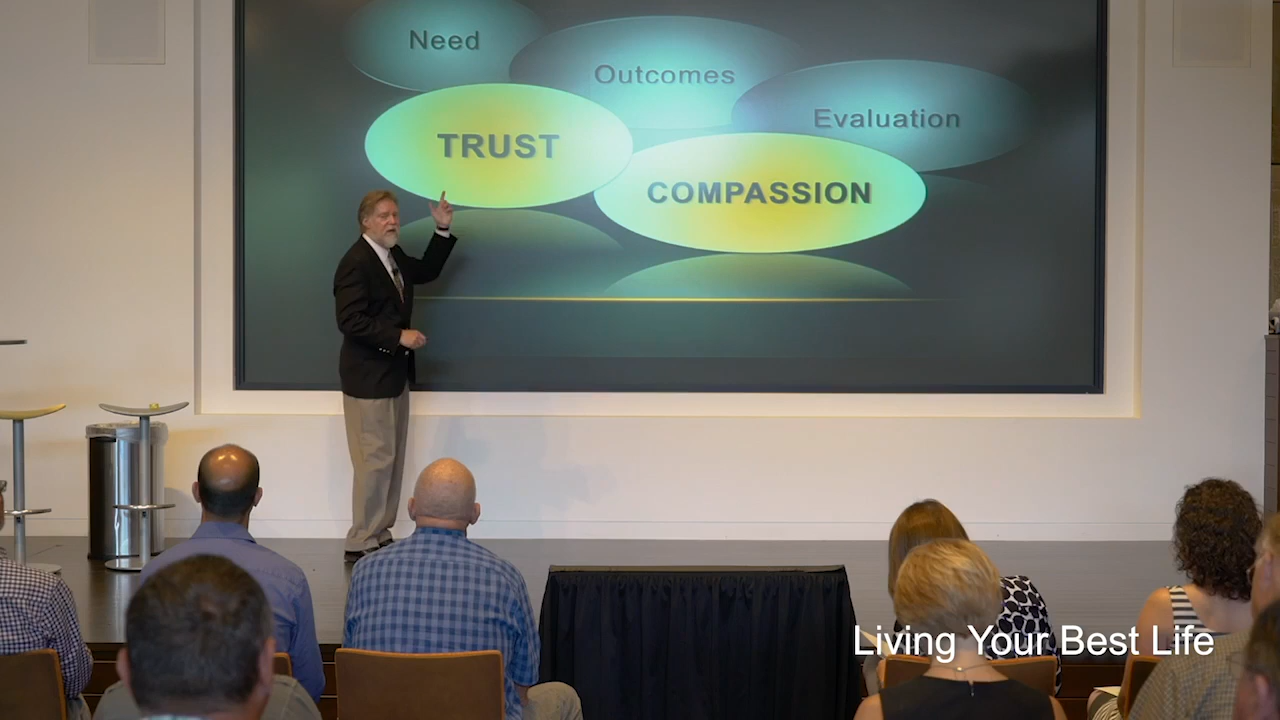 Need
Outcomes
Evaluation
TRUST
COMPASSION
Living Your Best Life